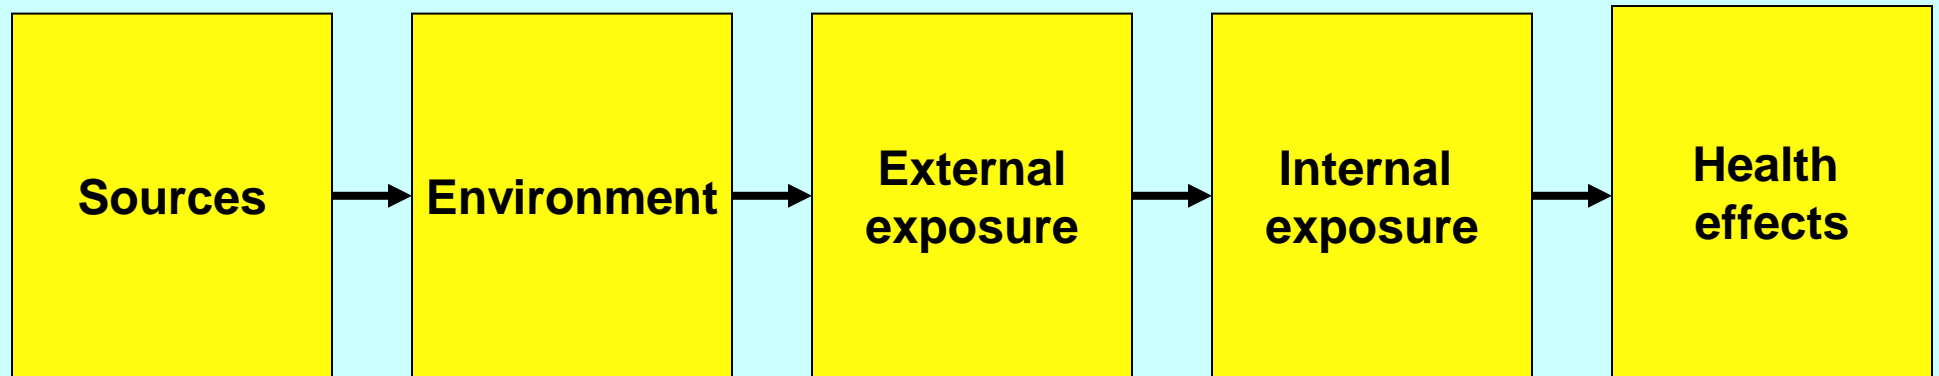 Sources
Environment
External
exposure
Internal
exposure
Health
effects